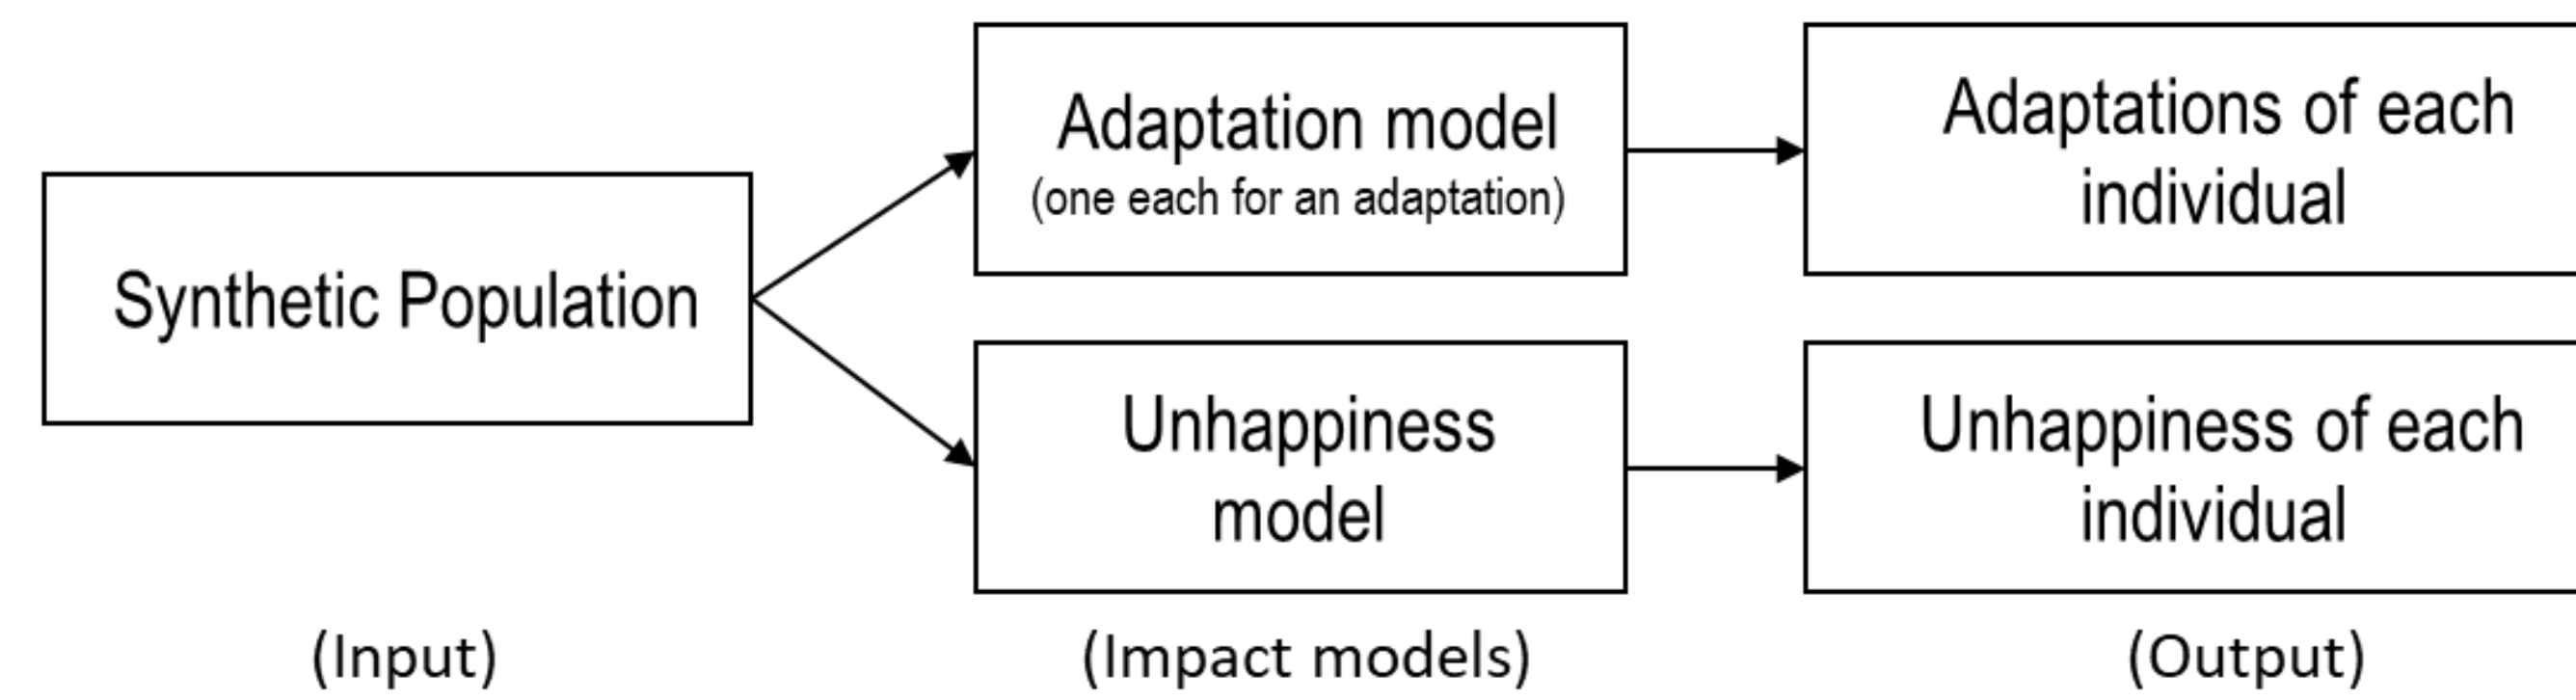 Synthetic Population
Adaptation model
(one each for an adaptation)
Adaptations of each
individual
Unhappiness
model
Unhappiness of each
individual
(Input)
(Impact models)
(Output)